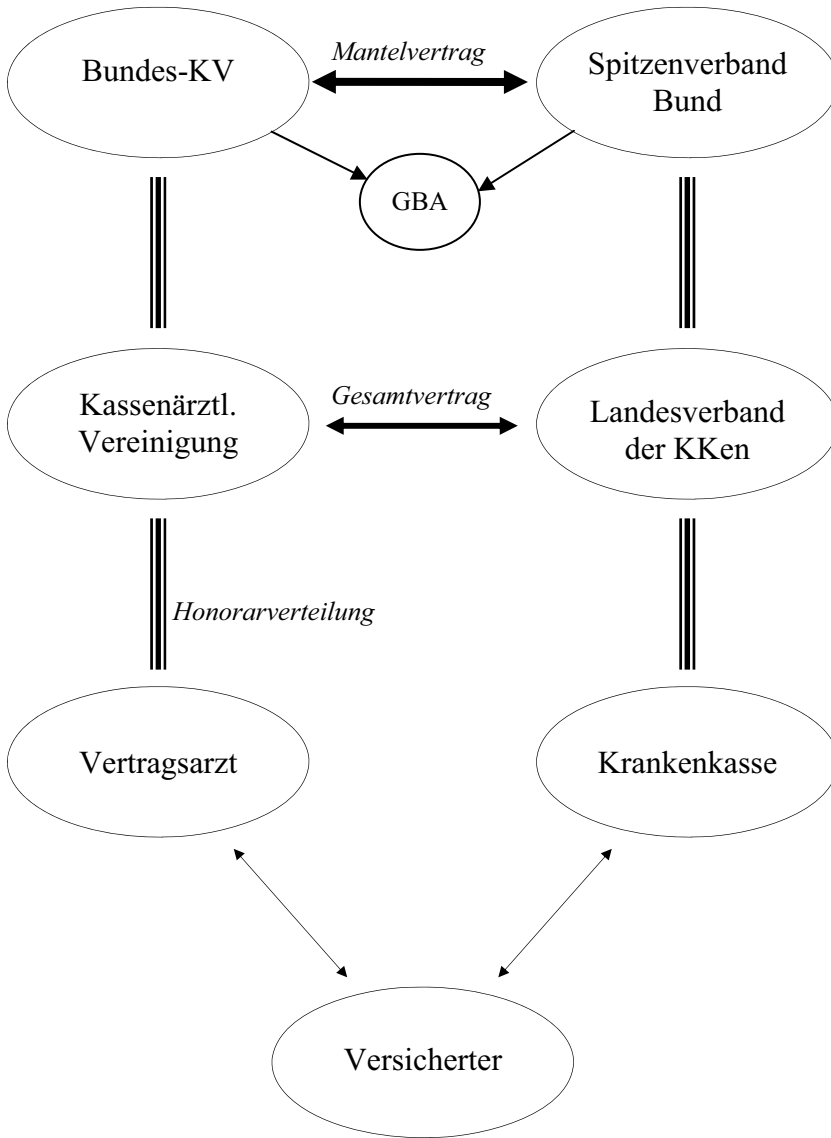 Bundes-KV
Mantelvertrag
Spitzenverband
Bund
GBA
Kassenärztl.
Vereinigung
Gesamtvertrag
Landesverband
der KKen
Honorarverteilung
Vertragsarzt
Krankenkasse
Versicherter